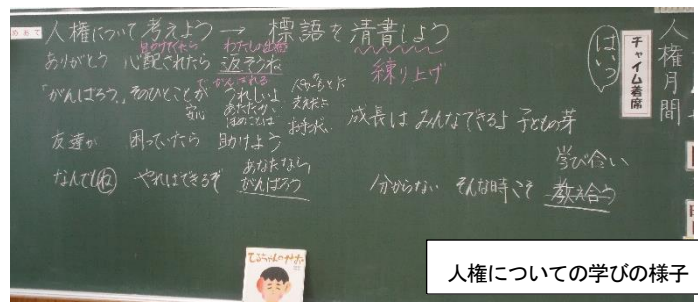 めあて 人権について考えよう → 標語を清書しよう
練り上げ
ありがとう 心配されたら 返そうね
「がんばろう」そのひとことが うれしいよ
安心
友達が 困っていたら 助けよう
なんでもね やればできるぞ がんばろう
あなたなら
成長は みんなできるよ 子どもの芽
学び合い
分からない そんな時こそ 教え合う
はいっ
チャイム着席
人権月間
人権についての学びの様子